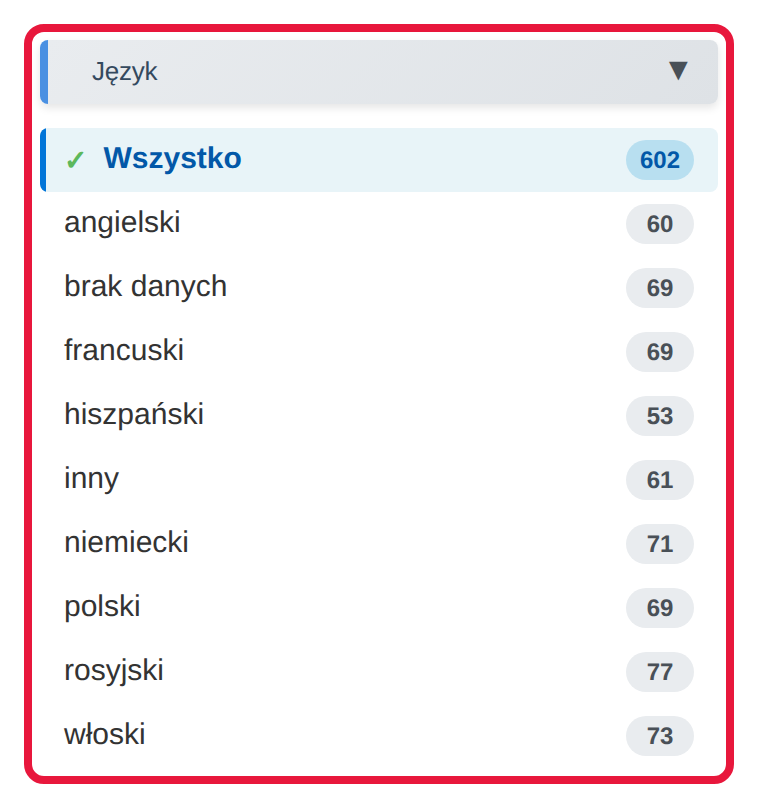 Język ▼
✓ Wszystko 602
angielski 60
brak danych 69
francuski 69
hiszpański 53
inny 61
niemiecki 71
polski 69
rosyjski 77
włoski 73